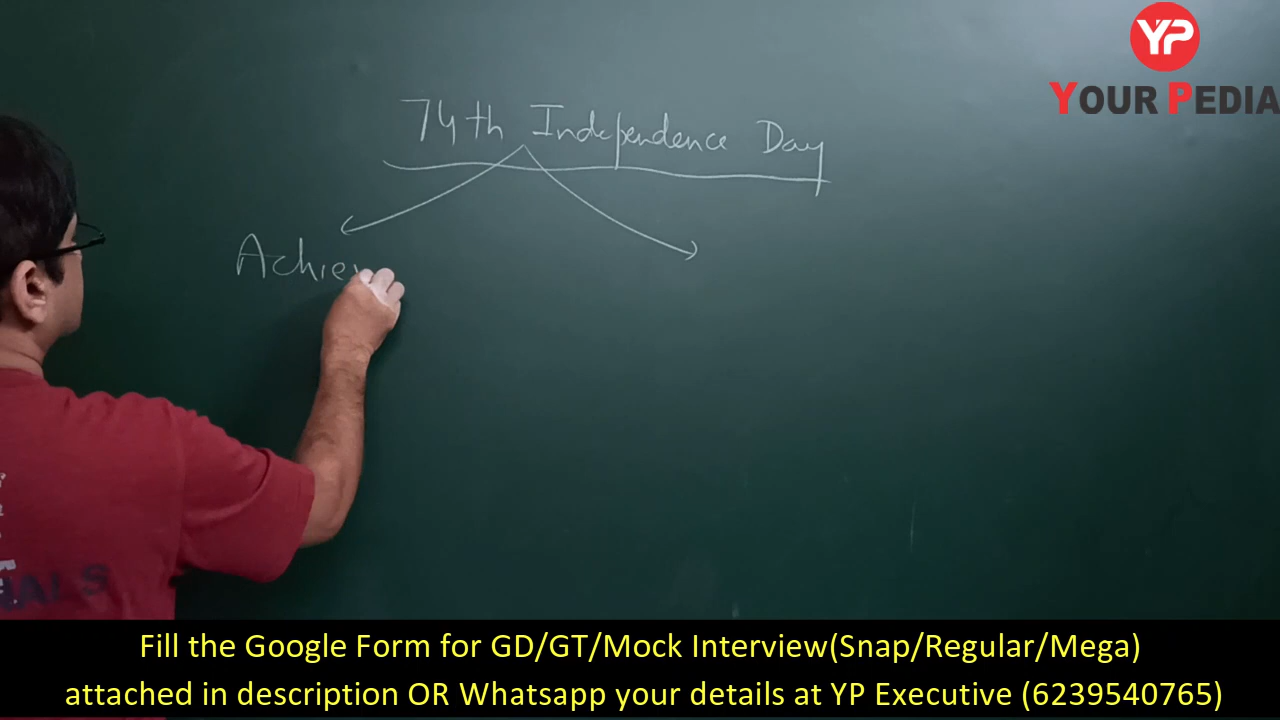 YP
YOUR PEDIA
74th Independence Day
Achiev
Fill the Google Form for GD/GT/Mock Interview(Snap/Regular/Mega)
attached in description OR Whatsapp your details at YP Executive (6239540765)